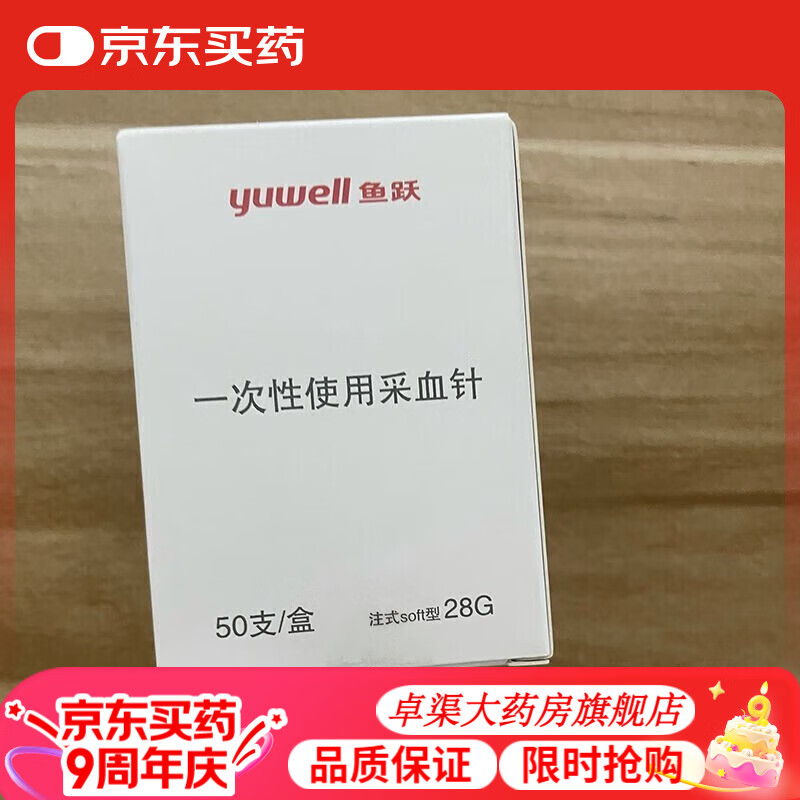 京东买药
yuwell 鱼跃
一次性使用采血针
50支/盒 注式soft型 28G
京东买药
9周年庆
卓渠大药房旗舰店
品质保证 限时抢购
9